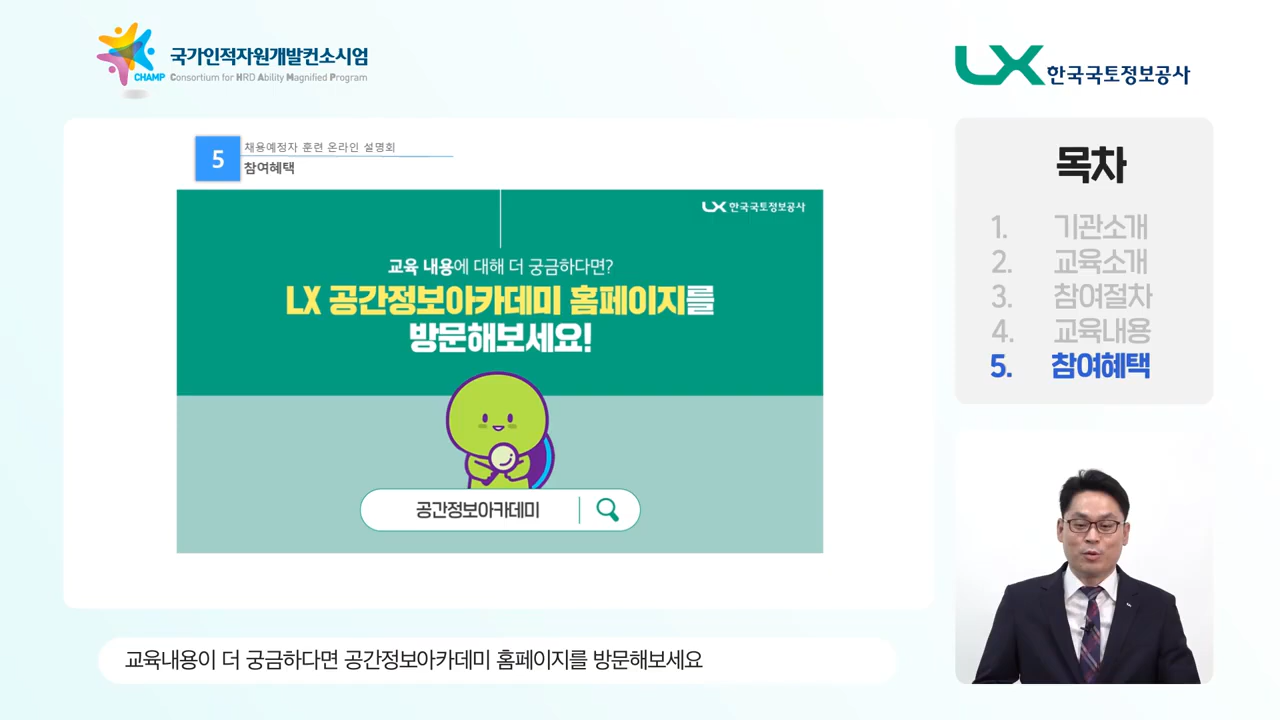 국가인적자원개발컨소시엄
CHAMP Consortium for HRD Ability Magnified Program
LX 한국국토정보공사
5
채용예정자 훈련 온라인 설명회
참여혜택
LX 한국국토정보공사
교육 내용에 대해 더 궁금하다면?
LX 공간정보아카데미 홈페이지를
방문해보세요!
공간정보아카데미
목차
1. 기관소개
2. 교육소개
3. 참여절차
4. 교육내용
5. 참여혜택
교육내용이 더 궁금하다면 공간정보아카데미 홈페이지를 방문해보세요